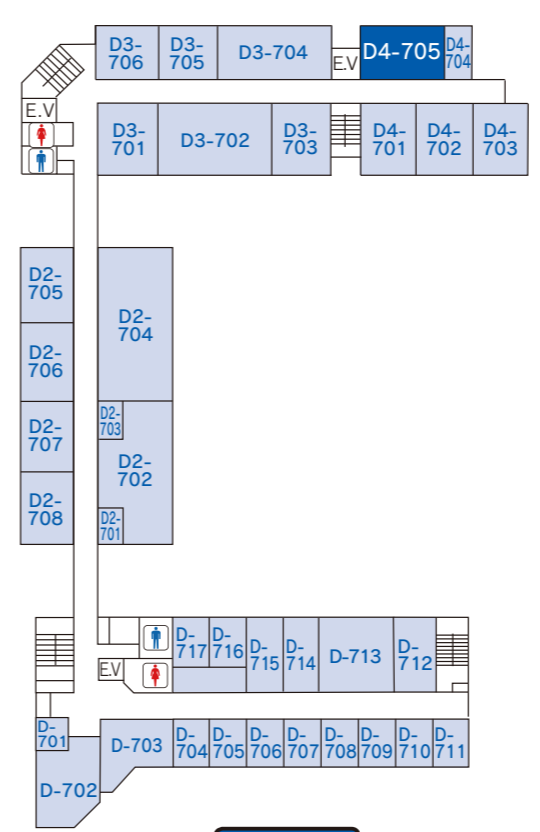 D3-
706
D3-
705
D3-704
E.V
D4-705
D4-
704
E.V
D3-
701
D3-702
D3-
703
D4-
701
D4-
702
D4-
703
D2-
705
D2-
704
D2-
706
D2-
703
D2-
707
D2-
702
D2-
708
D2-
701
D-
717
D-
716
D-
715
D-
714
D-713
D-
712
E.V
D-
701
D-703
D-
704
D-
705
D-
706
D-
707
D-
708
D-
709
D-
710
D-
711
D-702